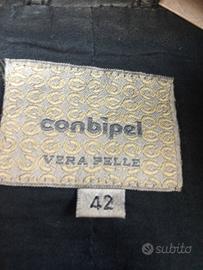 conbipel
VERA PELLE
42
subito